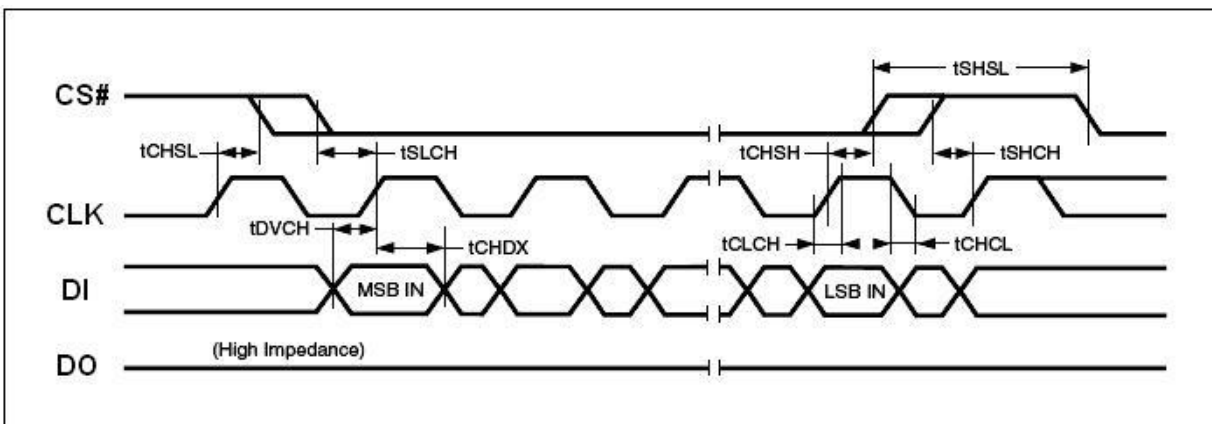 tSHSL
CS#
tCHSL
tSLCH
tCHSH
tSHCH
CLK
tDVCH
tCHDX
tCLCH
tCHCL
DI
MSB IN
LSB IN
(High Impedance)
DO